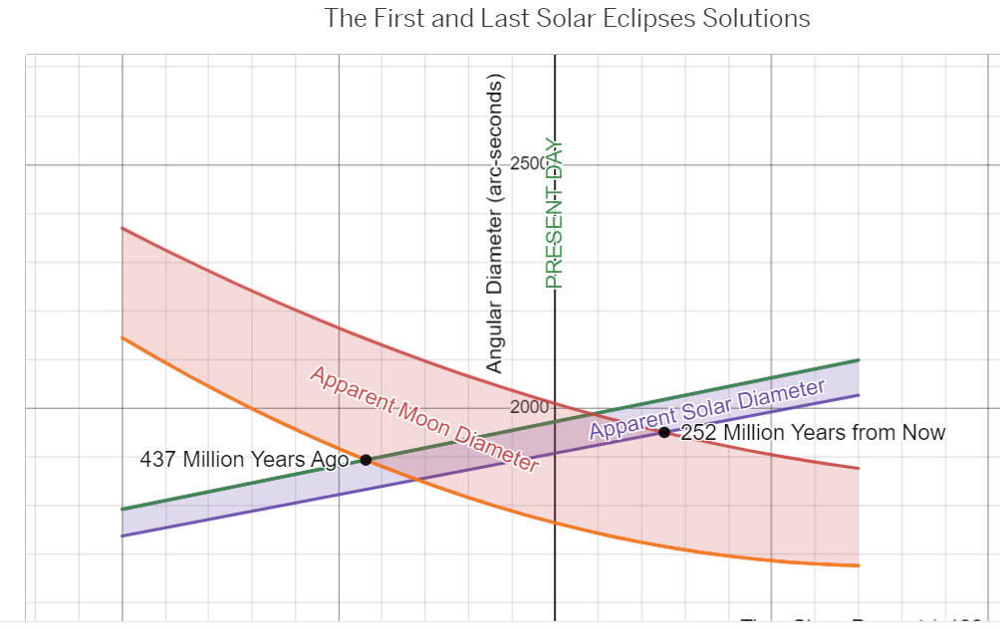 The First and Last Solar Eclipses Solutions
Angular Diameter (arc-seconds)
PRESENT DAY
2500
2000
Apparent Moon Diameter
Apparent Solar Diameter
252 Million Years from Now
437 Million Years Ago